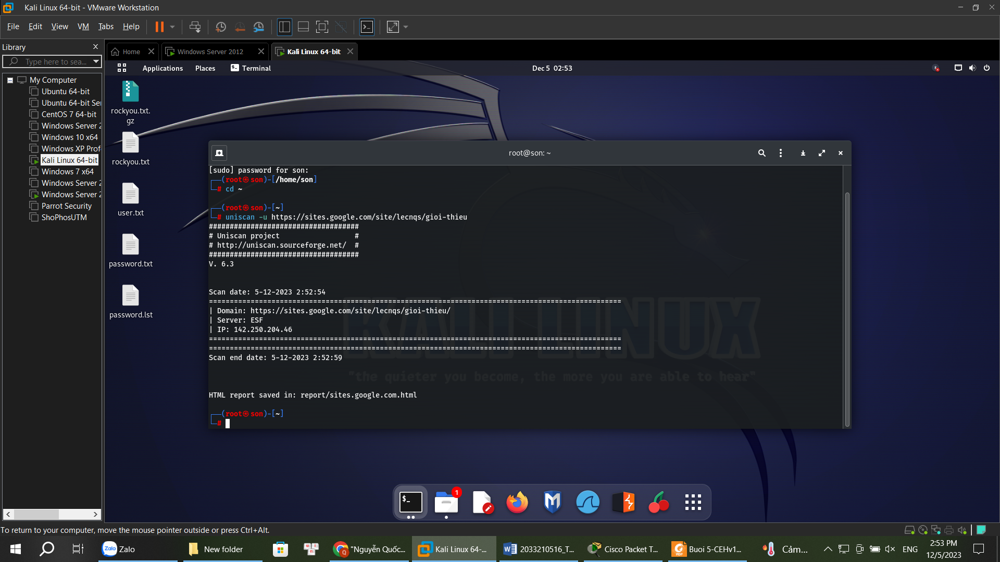 Kali Linux 64-bit - VMware Workstation
File Edit View VM Tabs Help
Library
Type here to sea...
Home
Windows Server 2012
Kali Linux 64-bit
My Computer
Ubuntu 64-bit
Ubuntu 64-bit Ser
CentOS 7 64-bit
Windows Server 2
Windows 10 x64
Windows XP Prof
Kali Linux 64-bit
Windows 7 x64
Windows Server 2
Windows Server 2
Parrot Security
ShoPhosUTM
Applications Places Terminal
Dec 5 02:53
rockyou.txt.
gz
rockyou.txt
user.txt
password.txt
password.lst
root@son: ~
[sudo] password for son:
┌──(root㉿son)-[/home/son]
└─# cd ~
┌──(root㉿son)-[~]
└─# uniscan -u https://sites.google.com/site/lecnqs/gioi-thieu
####################################
# Uniscan project                  #
# http://uniscan.sourceforge.net/  #
####################################
V. 6.3
Scan date: 5-12-2023 2:52:54
===================================================================================================
| Domain: https://sites.google.com/site/lecnqs/gioi-thieu/
| Server: ESF
| IP: 142.250.204.46
===================================================================================================
===================================================================================================
Scan end date: 5-12-2023 2:52:59
HTML report saved in: report/sites.google.com.html
┌──(root㉿son)-[~]
└─#
KALI LINUX
"the quieter you become, the more you are able to hear"
1
To return to your computer, move the mouse pointer outside or press Ctrl+Alt.
Zalo
Zalo
New folder
"Nguyễn Quốc...
Kali Linux 64-...
2033210516_T...
Cisco Packet T...
Buoi 5-CEHv1...
Cảm...
ENG
2:53 PM
12/5/2023